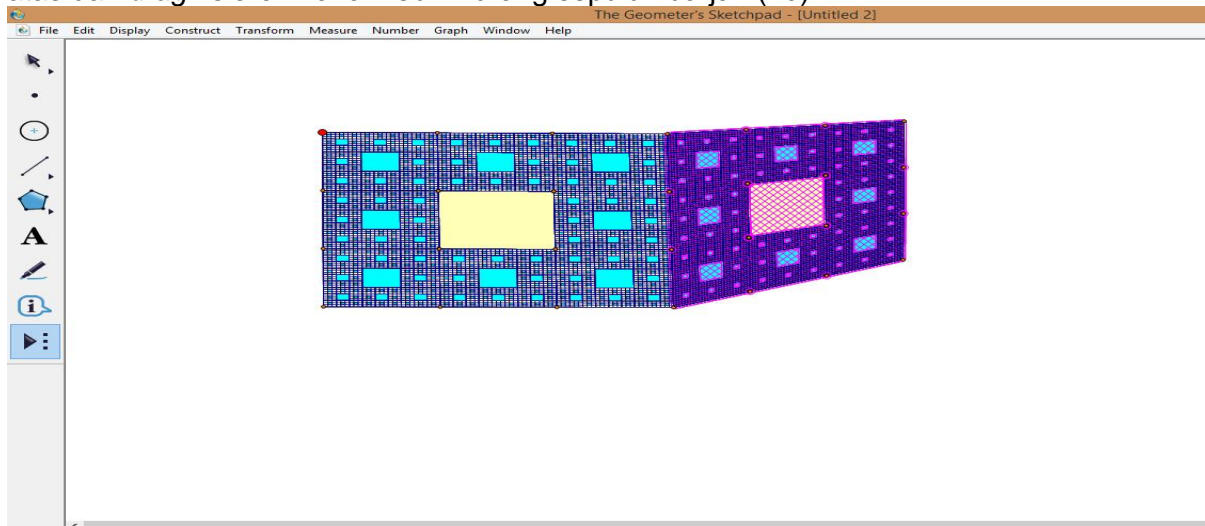 The Geometer's Sketchpad - [Untitled 2]
File Edit Display Construct Transform Measure Number Graph Window Help
A
i